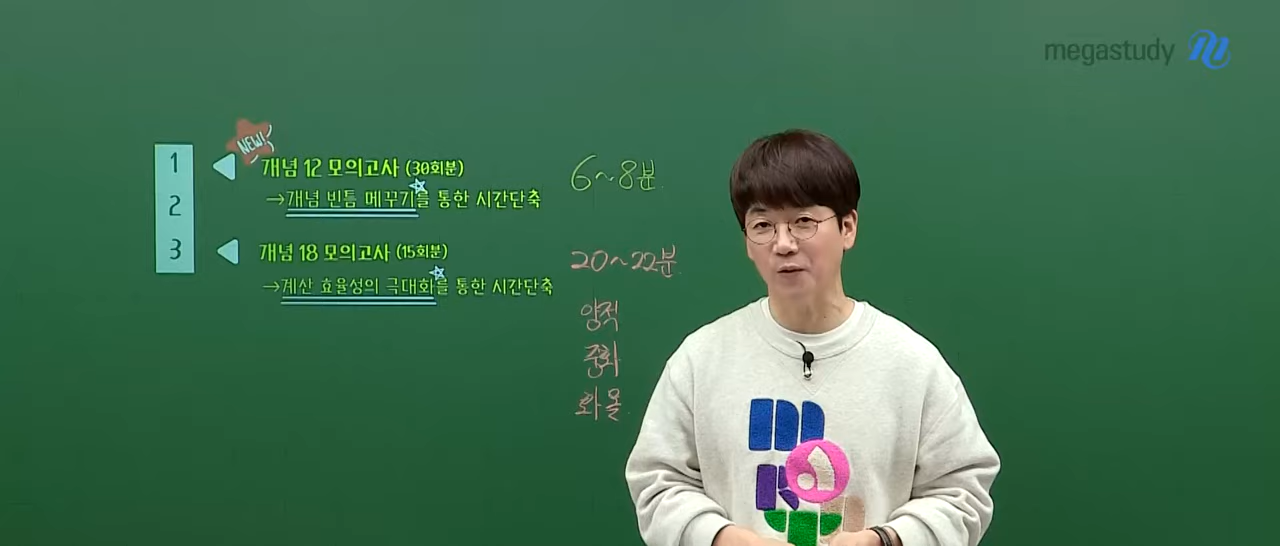 megastudy
NEW!
1
개념 12 모의고사 (30회분)
6~8분
2
→개념 빈틈 메꾸기를 통한 시간단축
3
개념 18 모의고사 (15회분)
20~22분
→계산 효율성의 극대화를 통한 시간단축
양적
중화
화몰